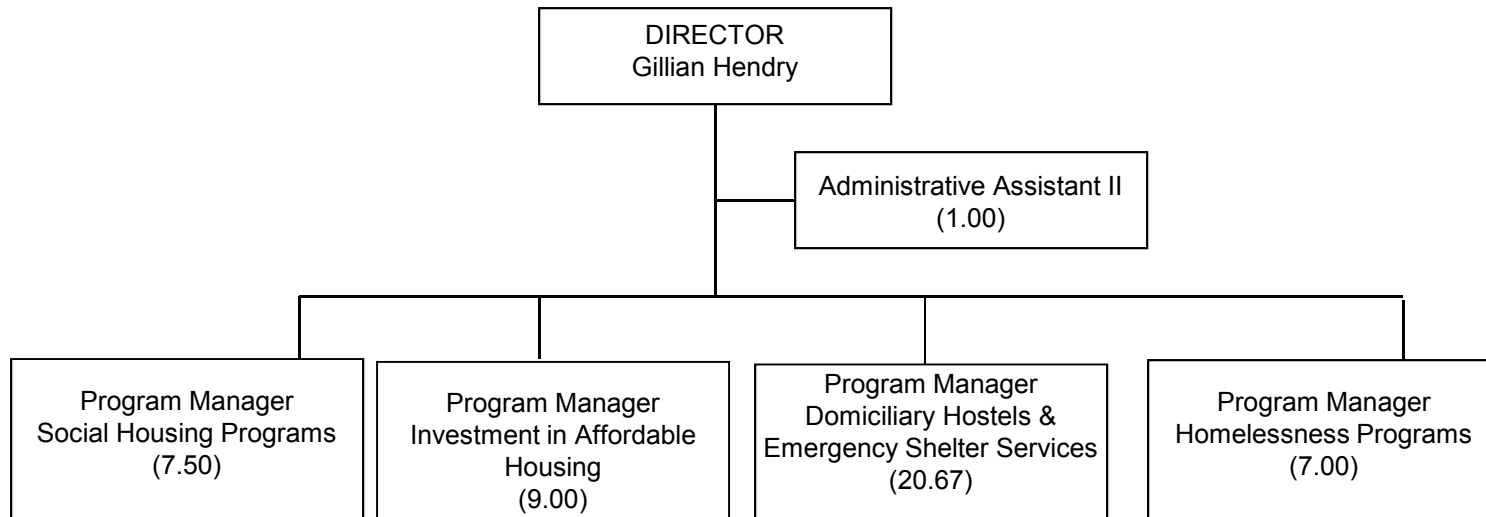 DIRECTOR
Gillian Hendry
Administrative Assistant II
(1.00)
Program Manager
Social Housing Programs
(7.50)
Program Manager
Investment in Affordable
Housing
(9.00)
Program Manager
Domiciliary Hostels &
Emergency Shelter Services
(20.67)
Program Manager
Homelessness Programs
(7.00)